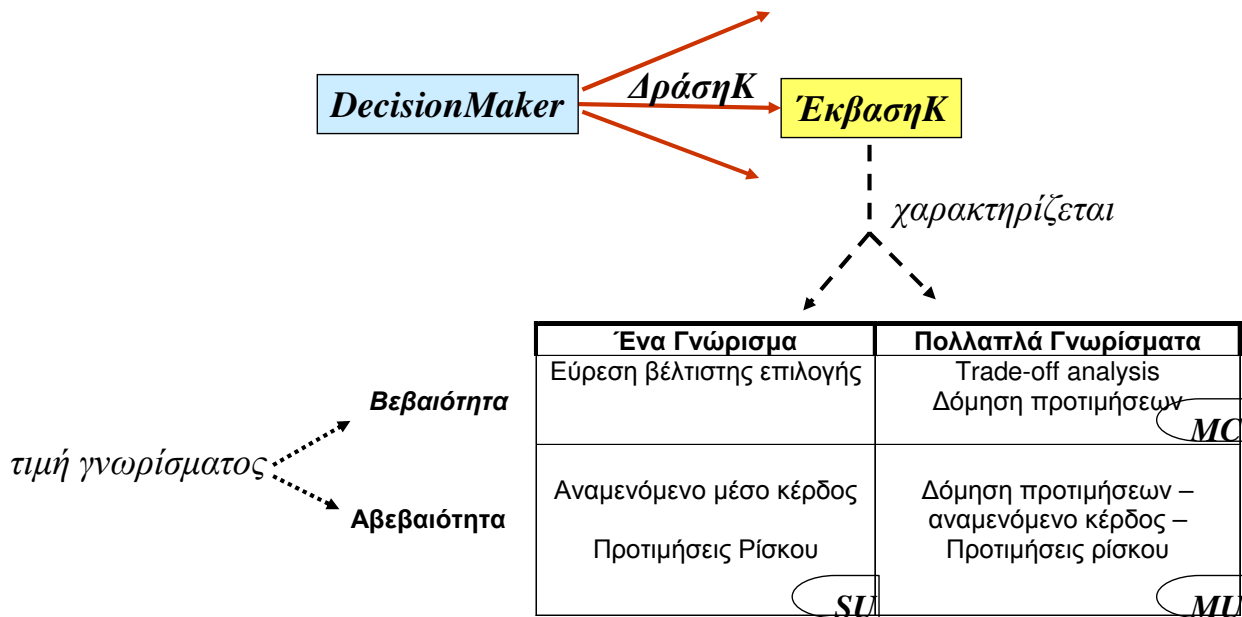 ΔράσηΚ
DecisionMaker
ΈκβασηΚ
χαρακτηρίζεται
Ένα Γνώρισμα
Πολλαπλά Γνωρίσματα
Βεβαιότητα
Εύρεση βέλτιστης επιλογής
Trade-off analysis
Δόμηση προτιμήσεων
MC
τιμή γνωρίσματος
Αβεβαιότητα
Αναμενόμενο μέσο κέρδος
Προτιμήσεις Ρίσκου
SU
Δόμηση προτιμήσεων –
αναμενόμενο κέρδος –
Προτιμήσεις ρίσκου
MU